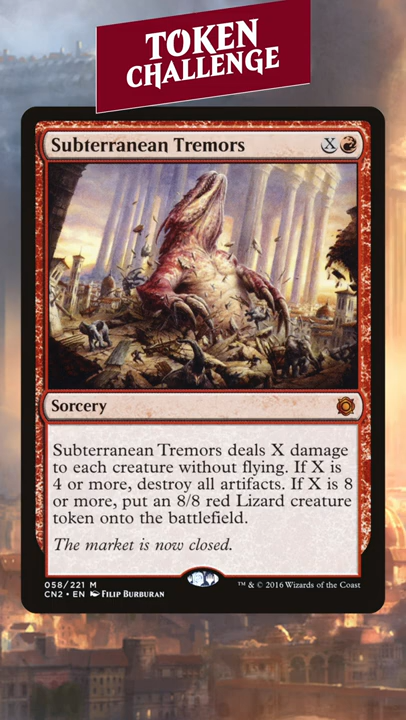 TOKEN
CHALLENGE
Subterranean Tremors X
Sorcery
Subterranean Tremors deals X damage
to each creature without flying. If X is
4 or more, destroy all artifacts. If X is 8
or more, put an 8/8 red Lizard creature
token onto the battlefield.
The market is now closed.
058/221 M
CN2 • EN Filip Burburan
™ & © 2016 Wizards of the Coast